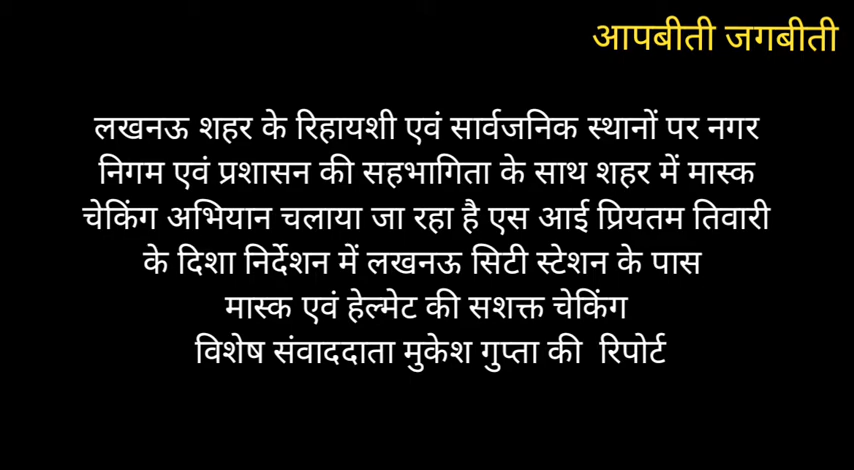 आपबीती जगबीती
लखनऊ शहर के रिहायशी एवं सार्वजनिक स्थानों पर नगर
निगम एवं प्रशासन की सहभागिता के साथ शहर में मास्क
चेकिंग अभियान चलाया जा रहा है एस आई प्रियतम तिवारी
के दिशा निर्देशन में लखनऊ सिटी स्टेशन के पास
मास्क एवं हेल्मेट की सशक्त चेकिंग
विशेष संवाददाता मुकेश गुप्ता की रिपोर्ट